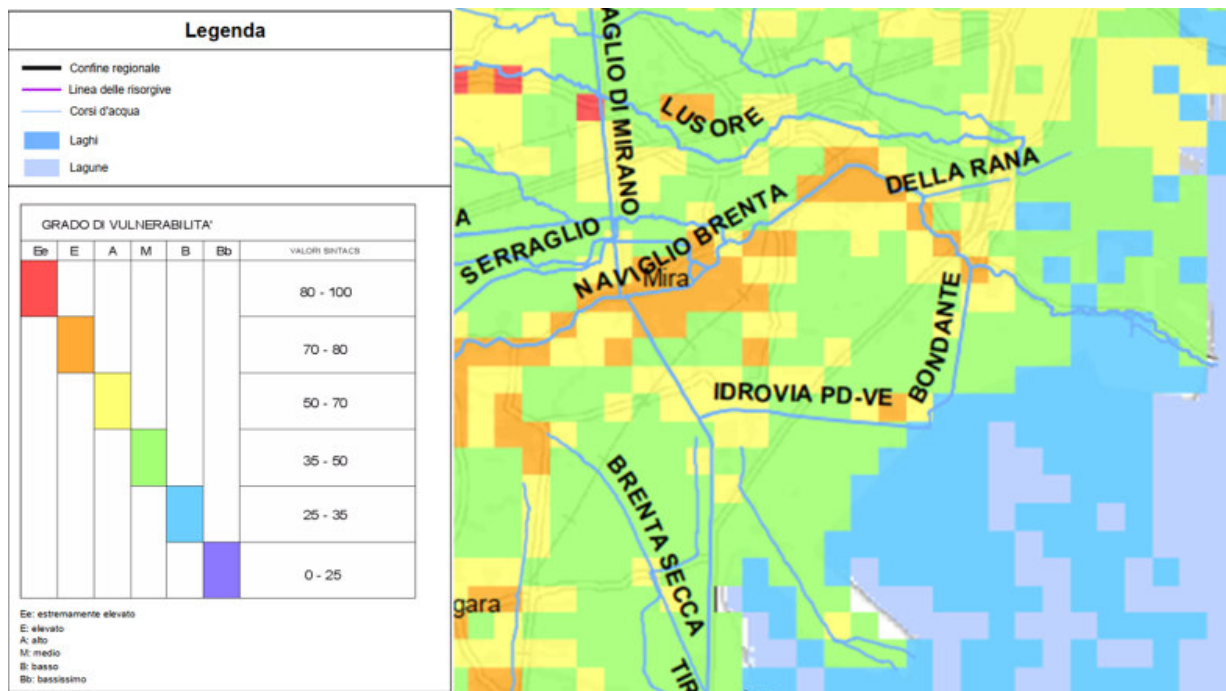 Legenda
Confine regionale
Linea delle risorgive
Corsi d'acqua
Laghi
Lagune
GRADO DI VULNERABILITA'
Ee E A M B Bb VALORI SINTACS
80 - 100
70 - 80
50 - 70
35 - 50
25 - 35
0 - 25
Ee: estremamente elevato
E: elevato
A: alto
M: medio
B: basso
Bb: bassissimo
AGLIO DI MIRANO
LUSORE
DELLA RANA
A
SERRAGLIO
NAVIGLIO BRENTA
Mira
BONDANTE
IDROVIA PD-VE
BRENTA SECCA
gara
TIR